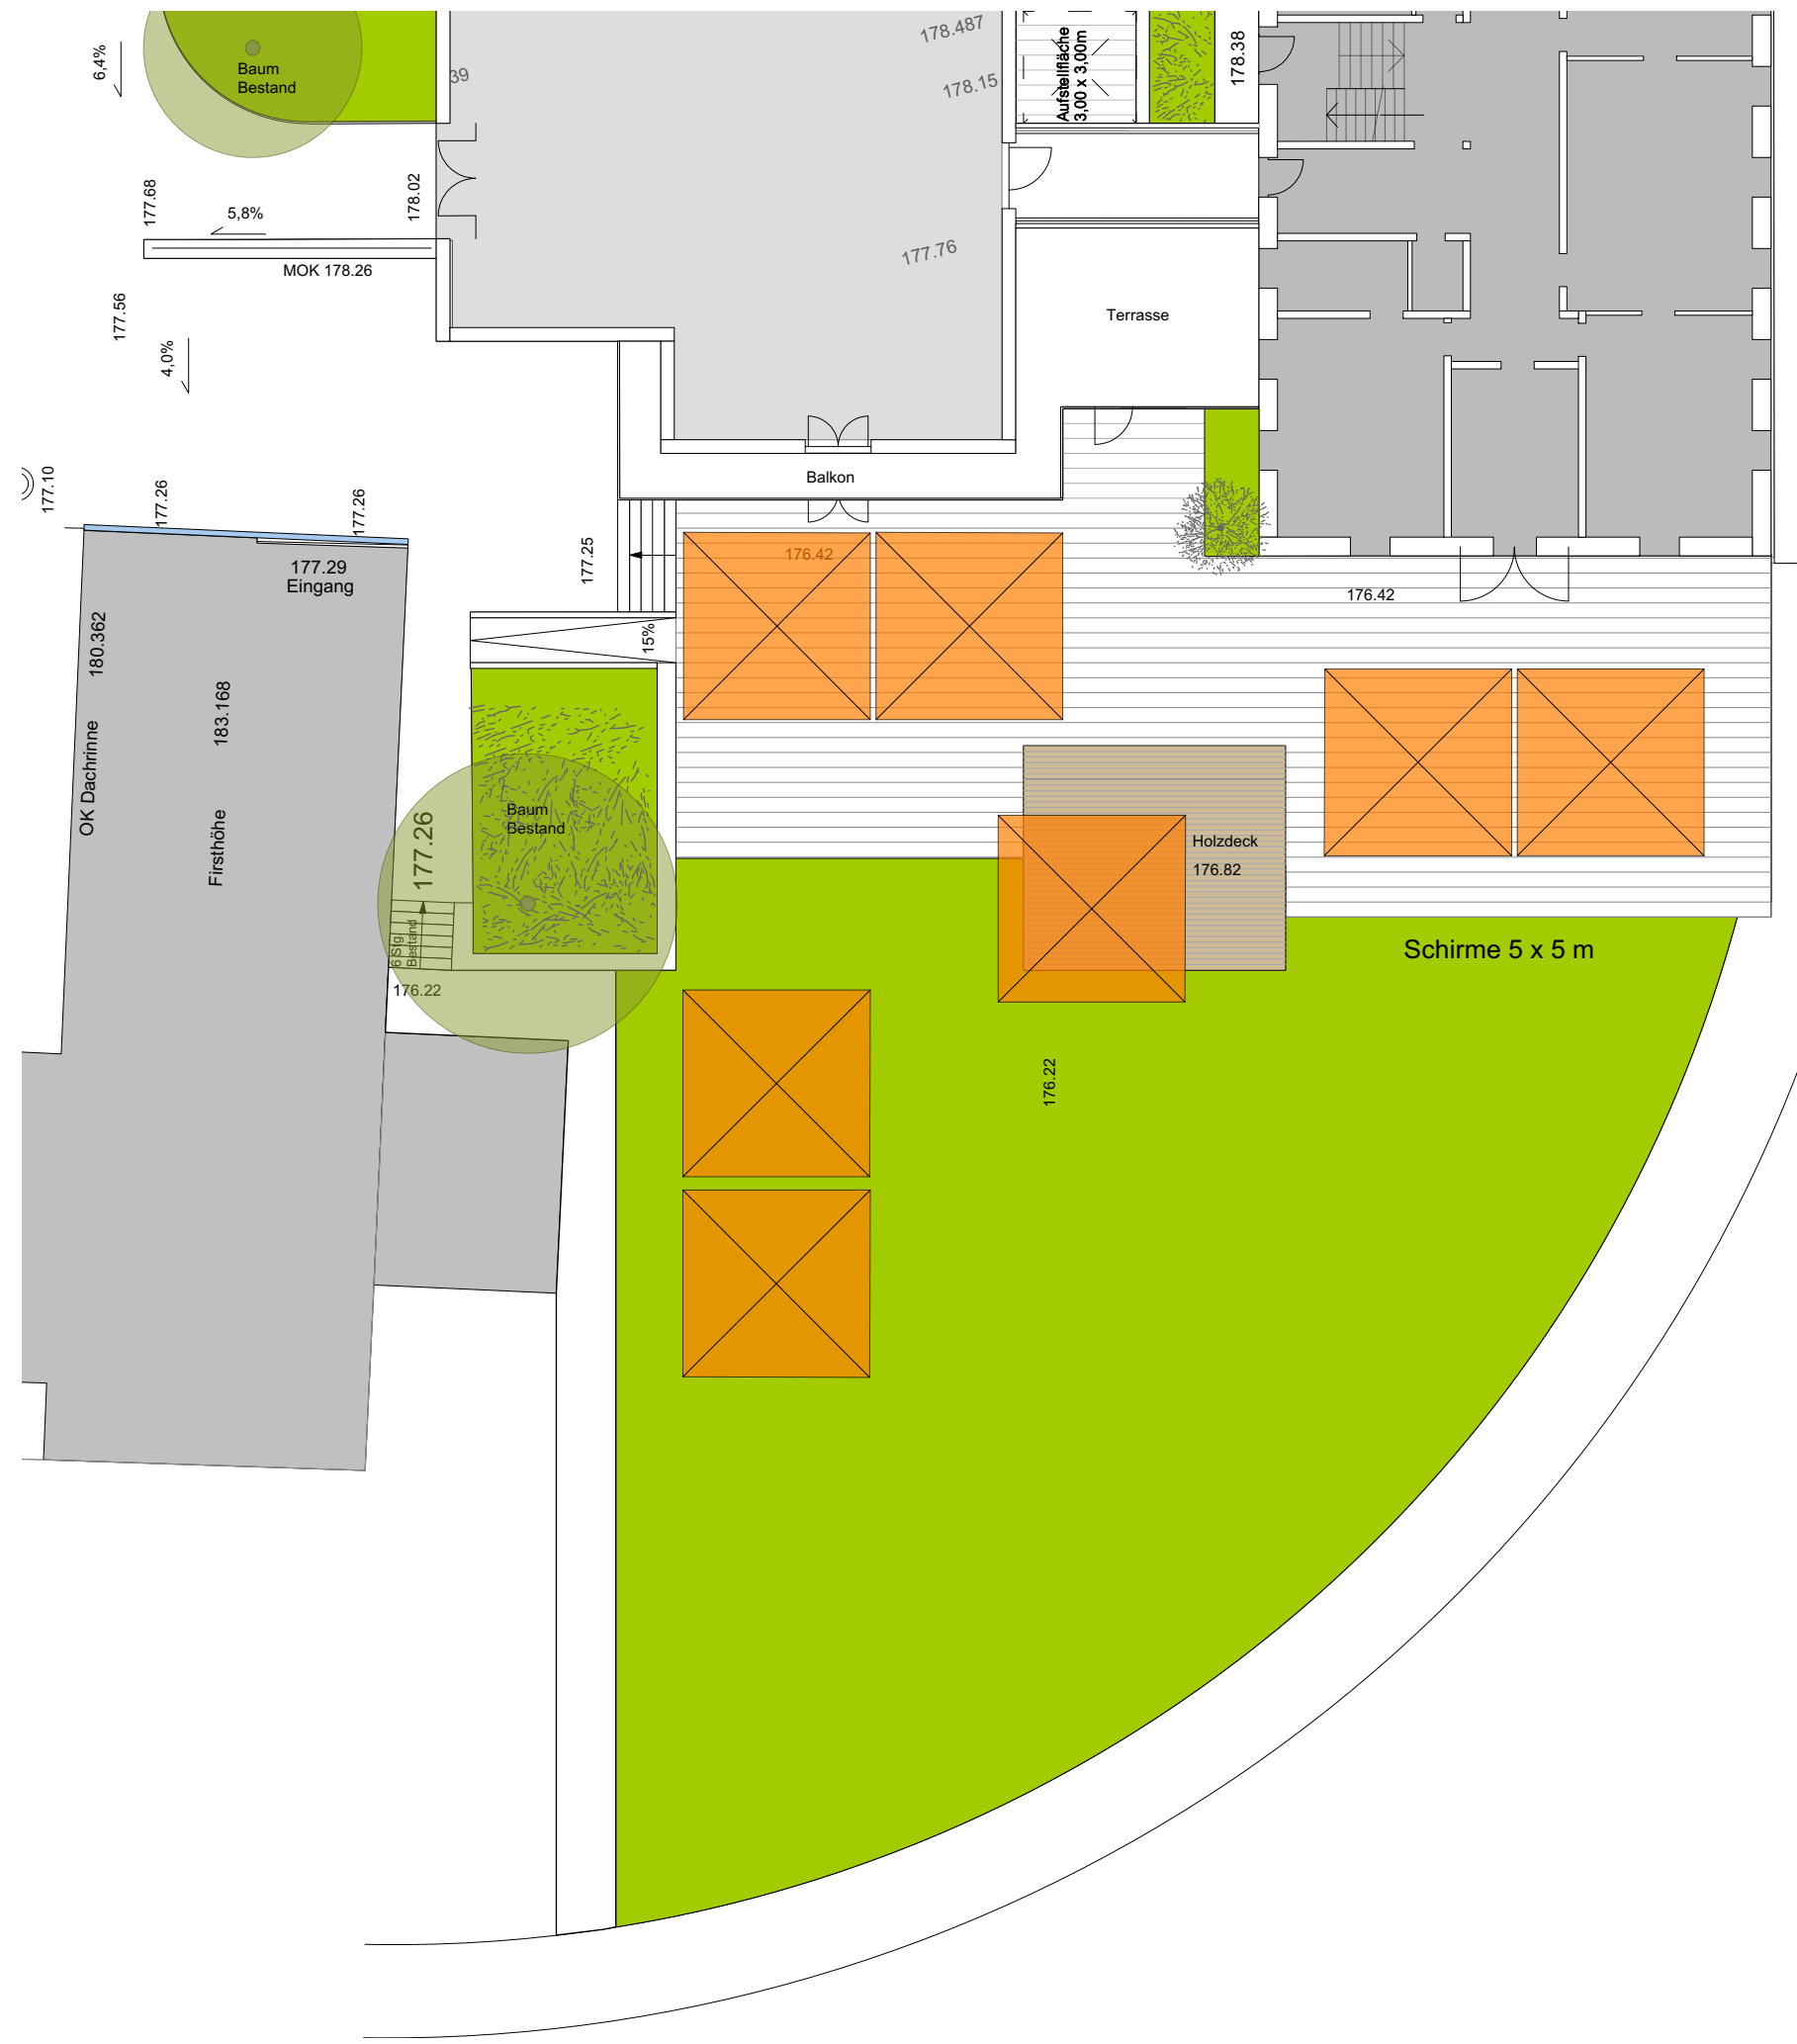 178.487
39
178.15
Aufstellfläche
3,00 x 3,00m
178.38
6,4%
Baum
Bestand
177.68
178.02
5,8%
MOK 178.26
177.76
177.56
Terrasse
4,0%
Balkon
177.10
177.26
177.26
177.29
Eingang
177.25
176.42
176.42
180.362
15%
183.168
OK Dachrinne
Firsthöhe
177.26
Baum
Bestand
Holzdeck
176.82
6 Stg.
Bestand
176.22
Schirme 5 x 5 m
176.22